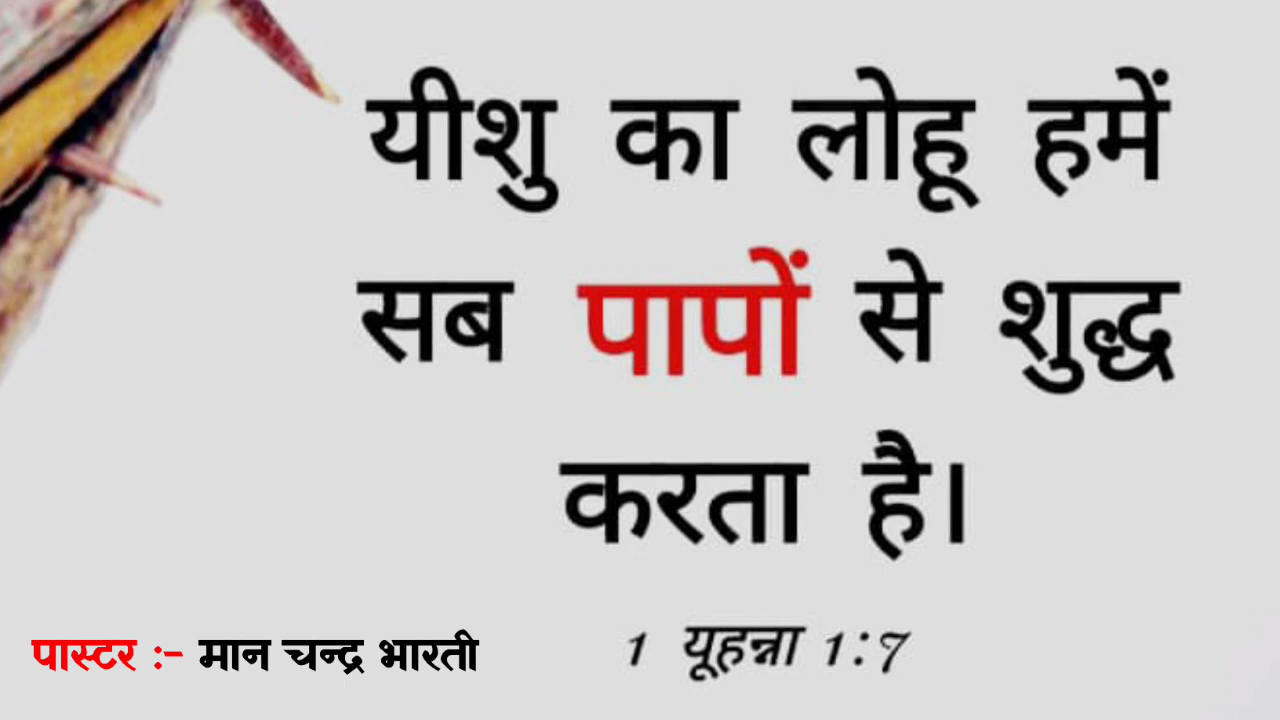 यीशु का लोहू हमें
सब पापों से शुद्ध
करता है।
1 यूहन्ना 1:7
पास्टर :- मान चन्द्र भारती